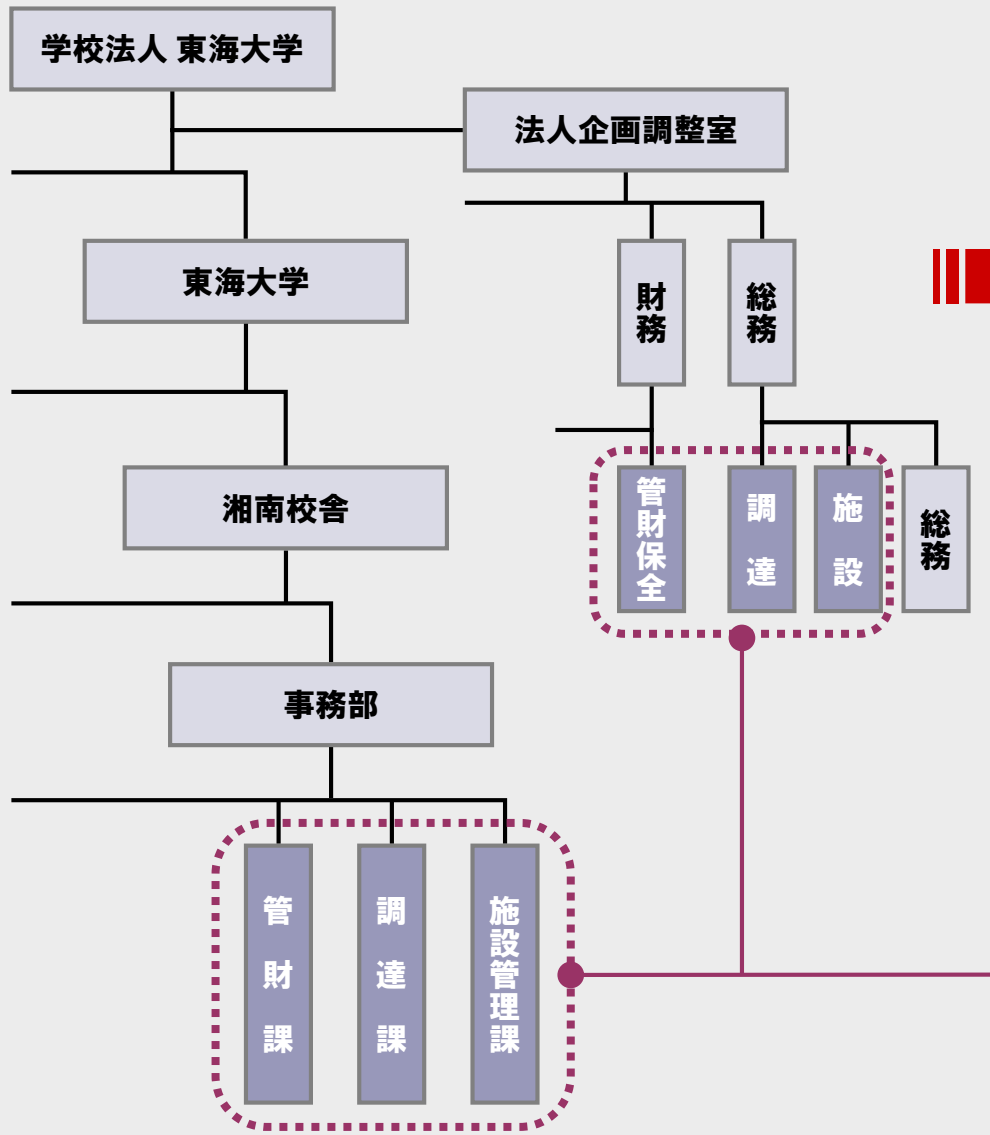 学校法人 東海大学
法人企画調整室
東海大学
財務
総務
湘南校舎
管財保全
調達
施設
総務
事務部
管財課
調達課
施設管理課